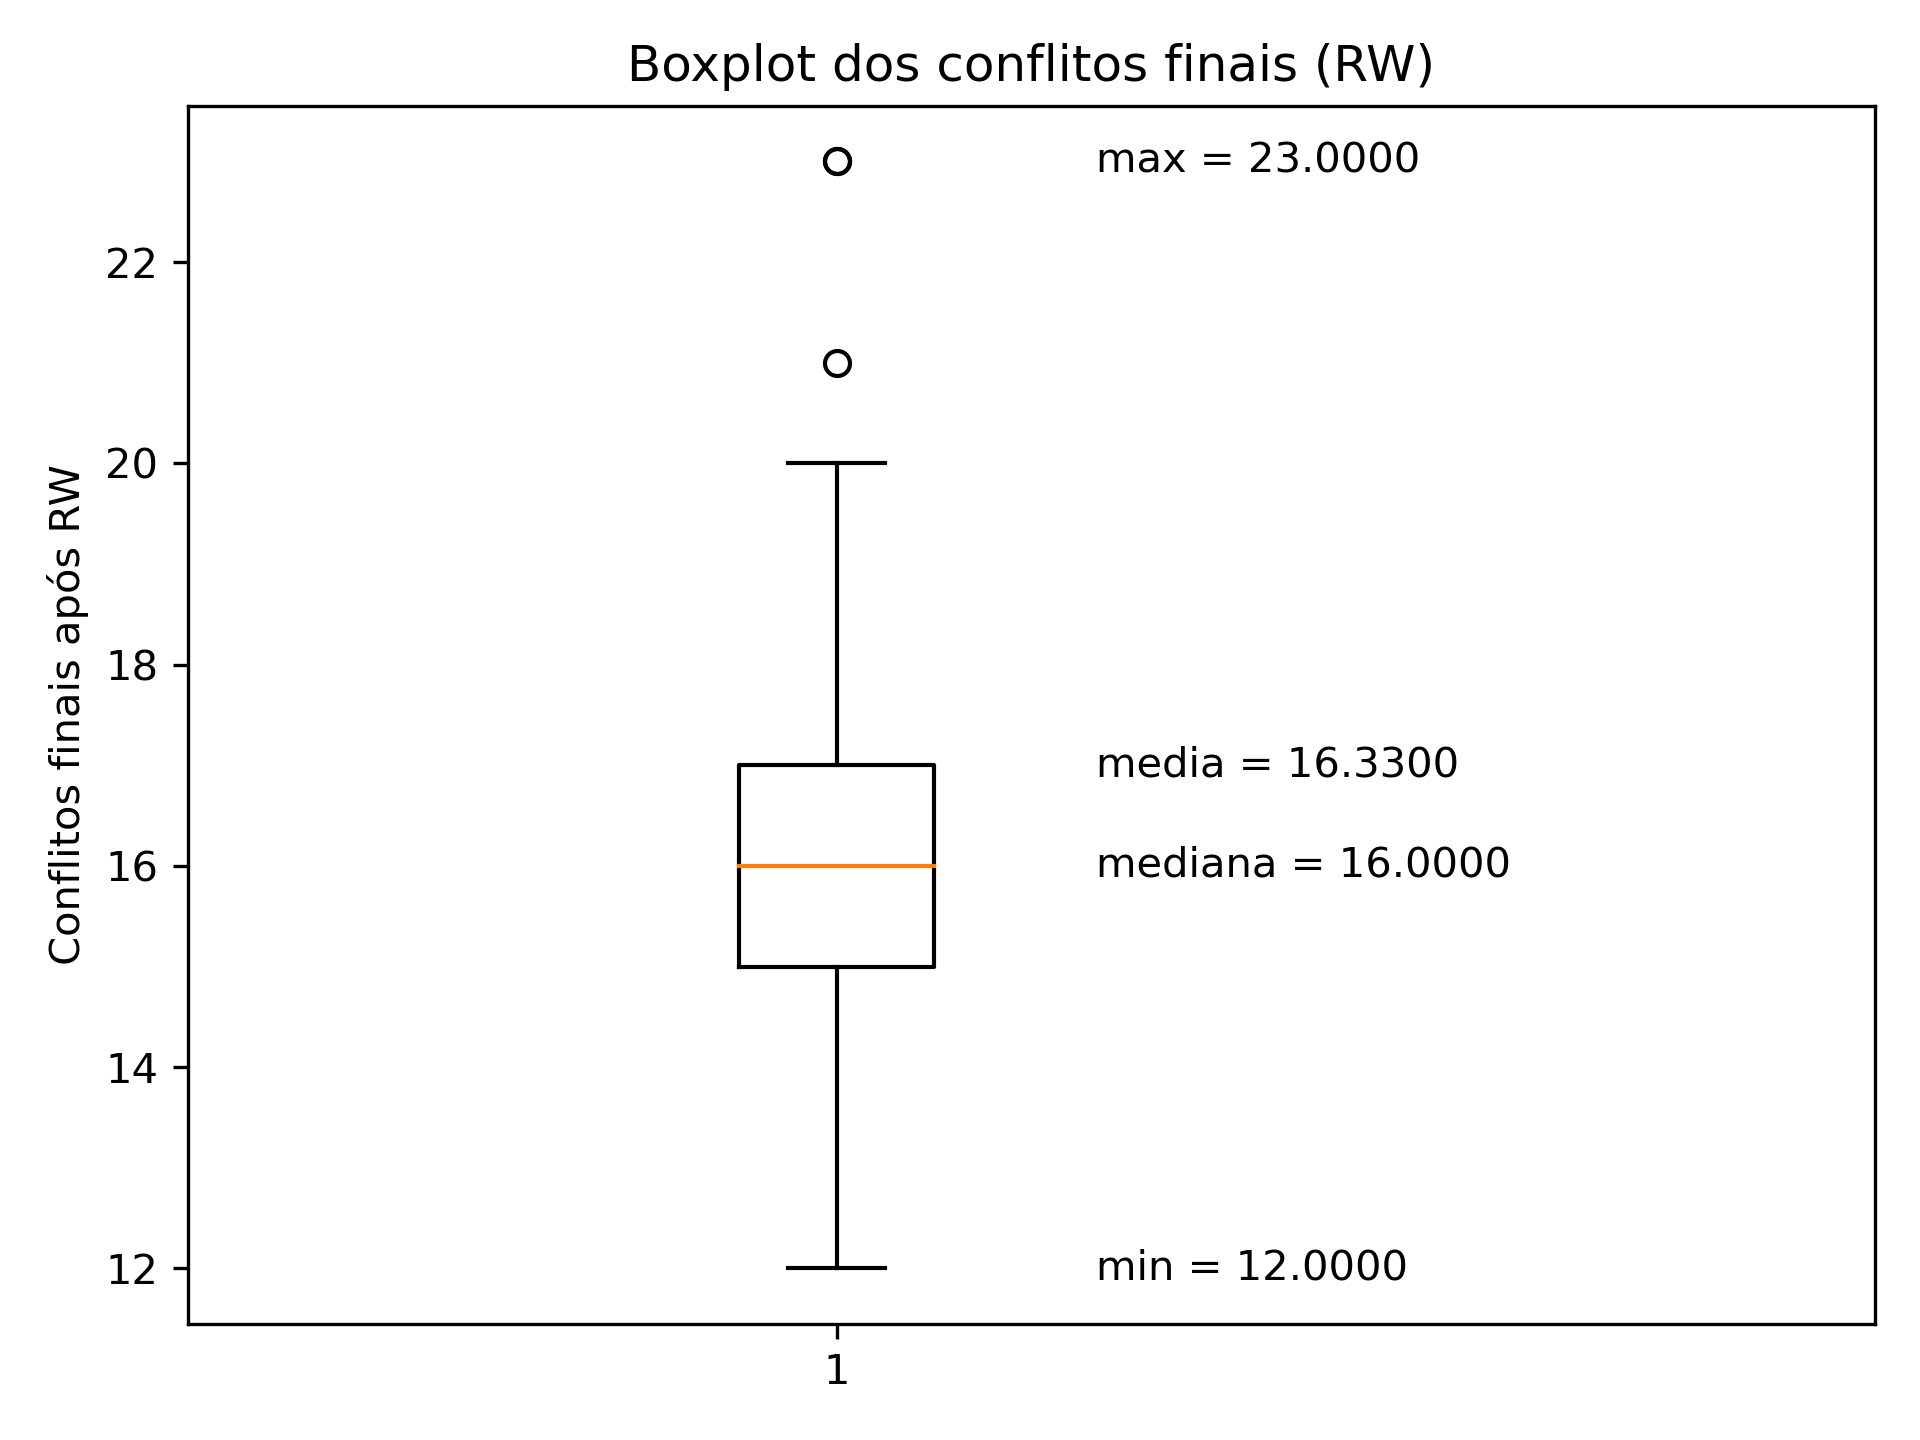 Boxplot dos conflitos finais (RW)
Conflitos finais após RW
22
20
18
16
14
12
max = 23.0000
media = 16.3300
mediana = 16.0000
min = 12.0000
1